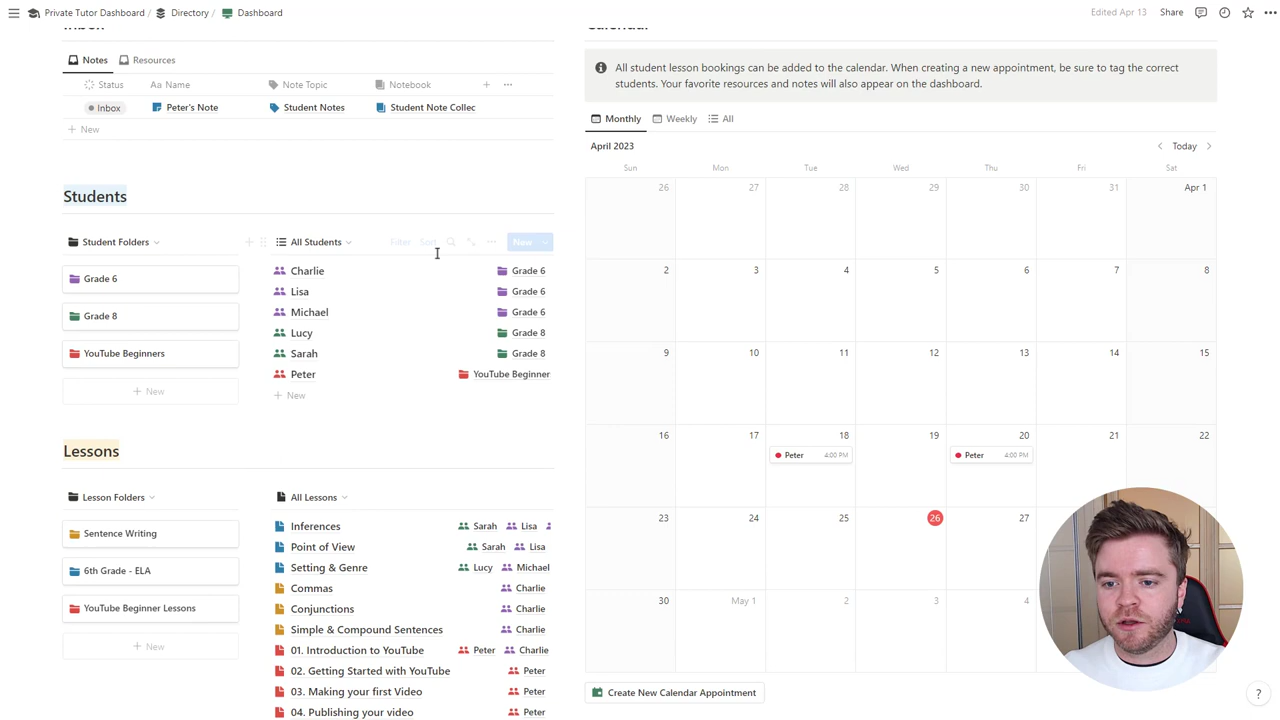 Private Tutor Dashboard / Directory / Dashboard
Edited Apr 13 Share
Inbox
Notes Resources
Status Aa Name Note Topic Notebook
Inbox Peter's Note Student Notes Student Note Collec
+ New
Students
Student Folders
Grade 6
Grade 8
YouTube Beginners
+ New
All Students Filter Sort New
Charlie Grade 6
Lisa Grade 6
Michael Grade 6
Lucy Grade 8
Sarah Grade 8
Peter YouTube Beginner
+ New
Lessons
Lesson Folders
Sentence Writing
6th Grade - ELA
YouTube Beginner Lessons
+ New
All Lessons
Inferences Sarah Lisa
Point of View Sarah Lisa
Setting & Genre Lucy Michael
Commas Charlie
Conjunctions Charlie
Simple & Compound Sentences Charlie
01. Introduction to YouTube Peter Charlie
02. Getting Started with YouTube Peter
03. Making your first Video Peter
04. Publishing your video Peter
Calendar
All student lesson bookings can be added to the calendar. When creating a new appointment, be sure to tag the correct
students. Your favorite resources and notes will also appear on the dashboard.
Monthly Weekly All
April 2023 Today
Sun Mon Tue Wed Thu Fri Sat
26 27 28 29 30 31 Apr 1
2 3 4 5 6 7 8
9 10 11 12 13 14 15
16 17 18 19 20 21 22
Peter 4:00 PM Peter 4:00 PM
23 24 25 26 27
30 May 1 2 3 4
Create New Calendar Appointment
?